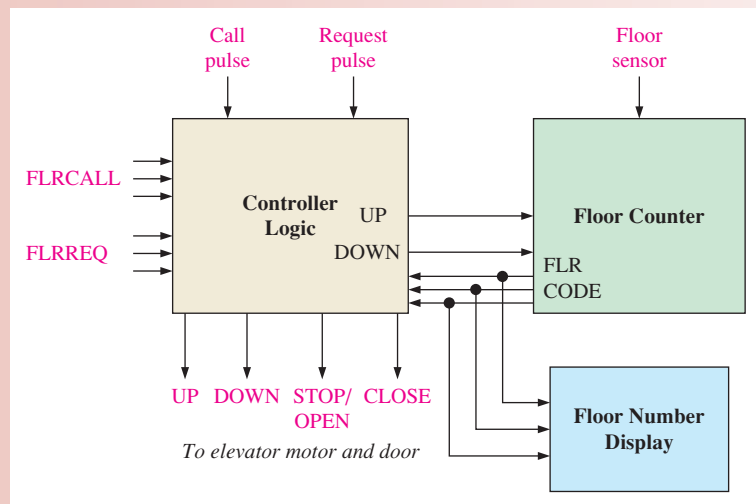 Call
pulse
Request
pulse
Floor
sensor
FLRCALL
FLRREQ
Controller
Logic
UP
DOWN
Floor Counter
FLR
CODE
UP
DOWN
STOP/
OPEN
CLOSE
To elevator motor and door
Floor Number
Display